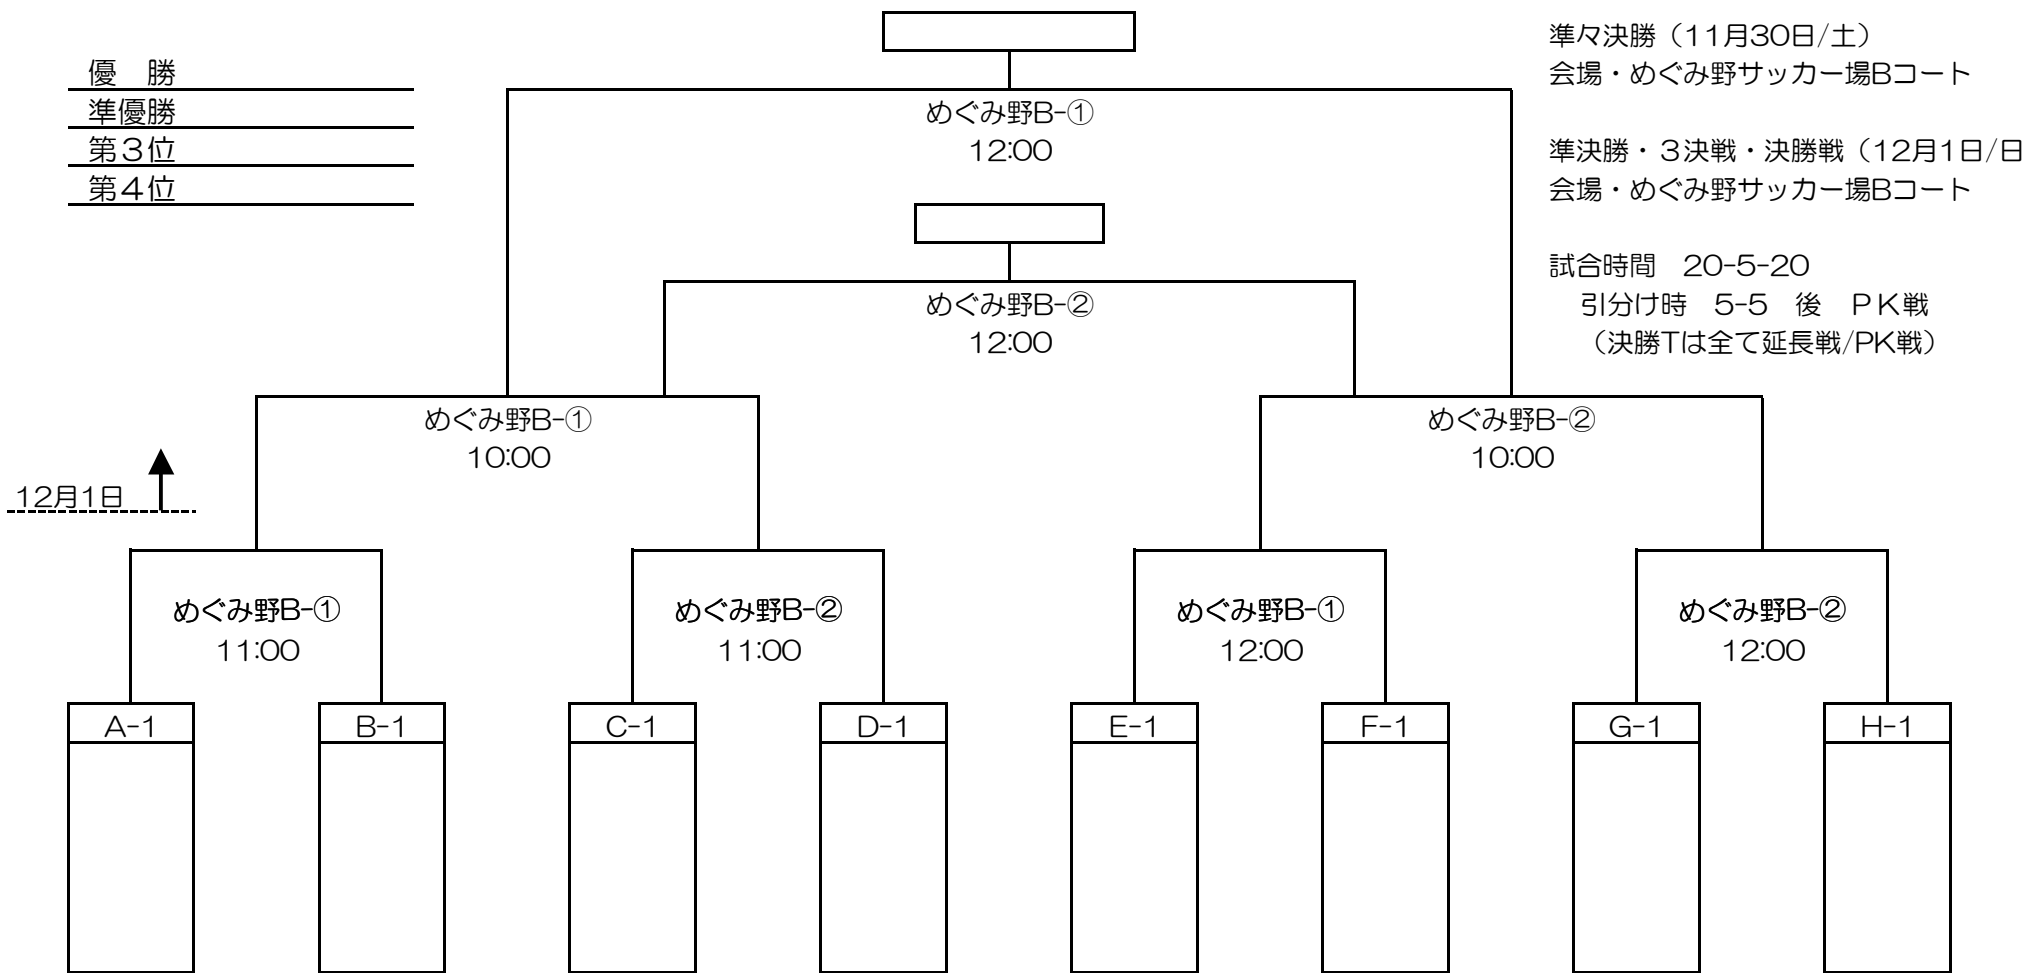 優　勝
準優勝
第３位
第４位
準々決勝（11月30日/土）
会場・めぐみ野サッカー場Bコート
準決勝・３決戦・決勝戦（12月1日/日
会場・めぐみ野サッカー場Bコート
試合時間　20-5-20
引分け時　5-5　後　ＰＫ戦
（決勝Tは全て延長戦/PK戦）
めぐみ野B-①
12:00
めぐみ野B-②
12:00
めぐみ野B-①
10:00
めぐみ野B-②
10:00
12月1日
めぐみ野B-①
11:00
めぐみ野B-②
11:00
めぐみ野B-①
12:00
めぐみ野B-②
12:00
A-1
B-1
C-1
D-1
E-1
F-1
G-1
H-1